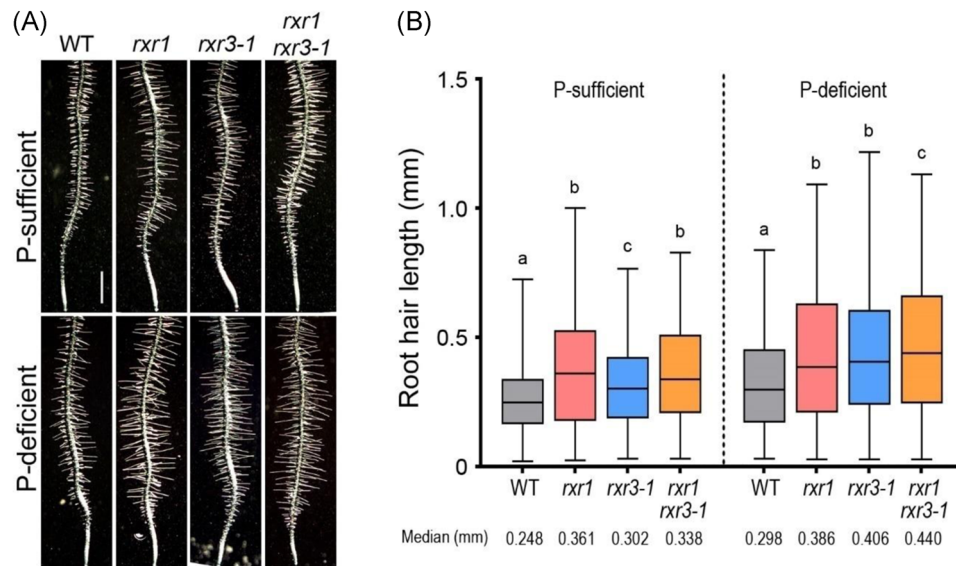 (A)
WT
rxr1
rxr3-1
rxr1
rxr3-1
P-sufficient
P-deficient
(B)
P-sufficient
P-deficient
Root hair length (mm)
1.5
1.0
0.5
0
a
b
c
b
a
b
b
c
WT
rxr1
rxr3-1
rxr1
rxr3-1
WT
rxr1
rxr3-1
rxr1
rxr3-1
Median (mm) 0.248 0.361 0.302 0.338 0.298 0.386 0.406 0.440